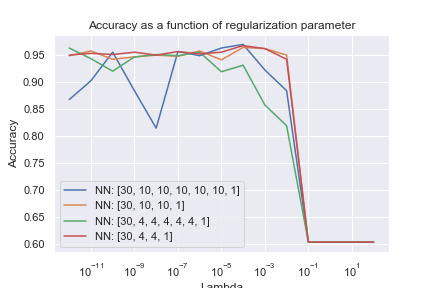 Accuracy as a function of regularization parameter
Accuracy
0.95
0.90
0.85
0.80
0.75
0.70
0.65
0.60
NN: [30, 10, 10, 10, 10, 10, 1]
NN: [30, 10, 10, 1]
NN: [30, 4, 4, 4, 4, 4, 1]
NN: [30, 4, 4, 1]
10⁻¹¹ 10⁻⁹ 10⁻⁷ 10⁻⁵ 10⁻³ 10⁻¹ 10¹
Lambda